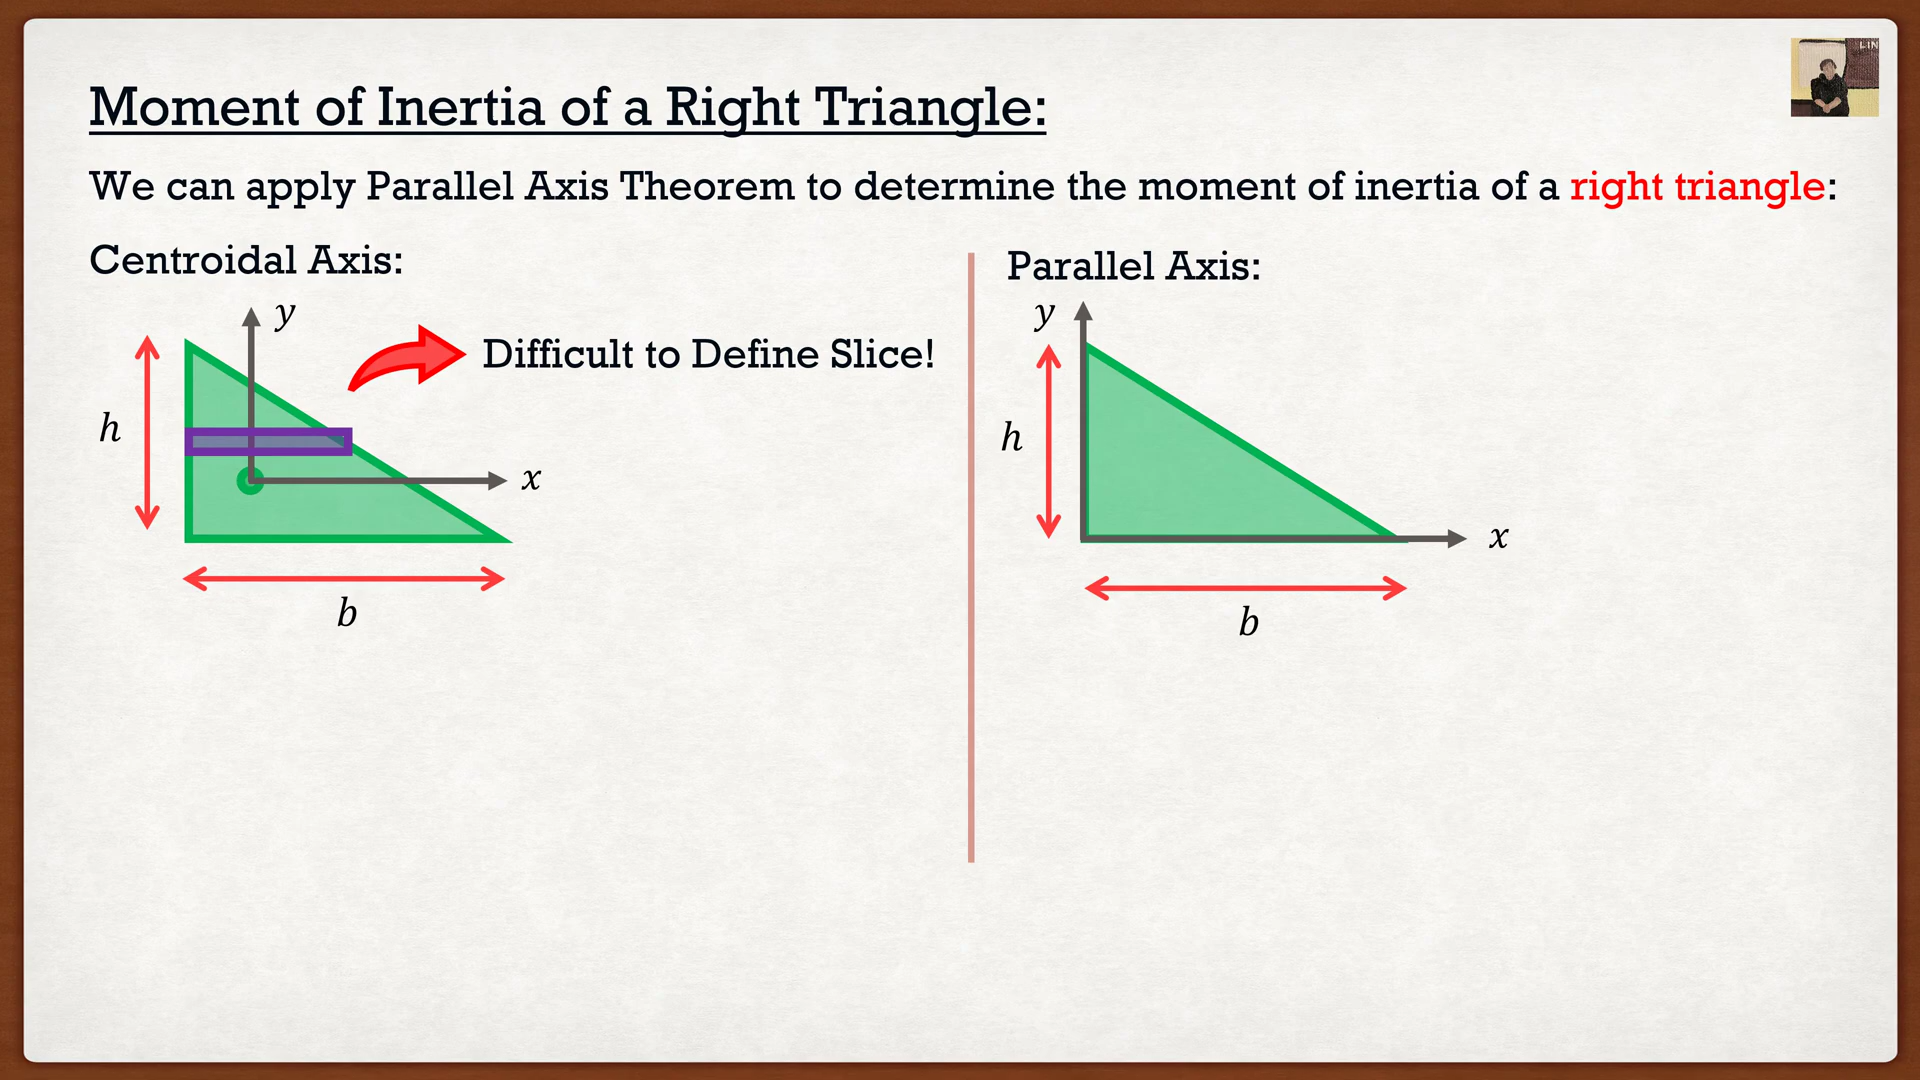 LIN
Moment of Inertia of a Right Triangle:
We can apply Parallel Axis Theorem to determine the moment of inertia of a right triangle:
Centroidal Axis:
y
Difficult to Define Slice!
h
x
b
Parallel Axis:
y
h
x
b